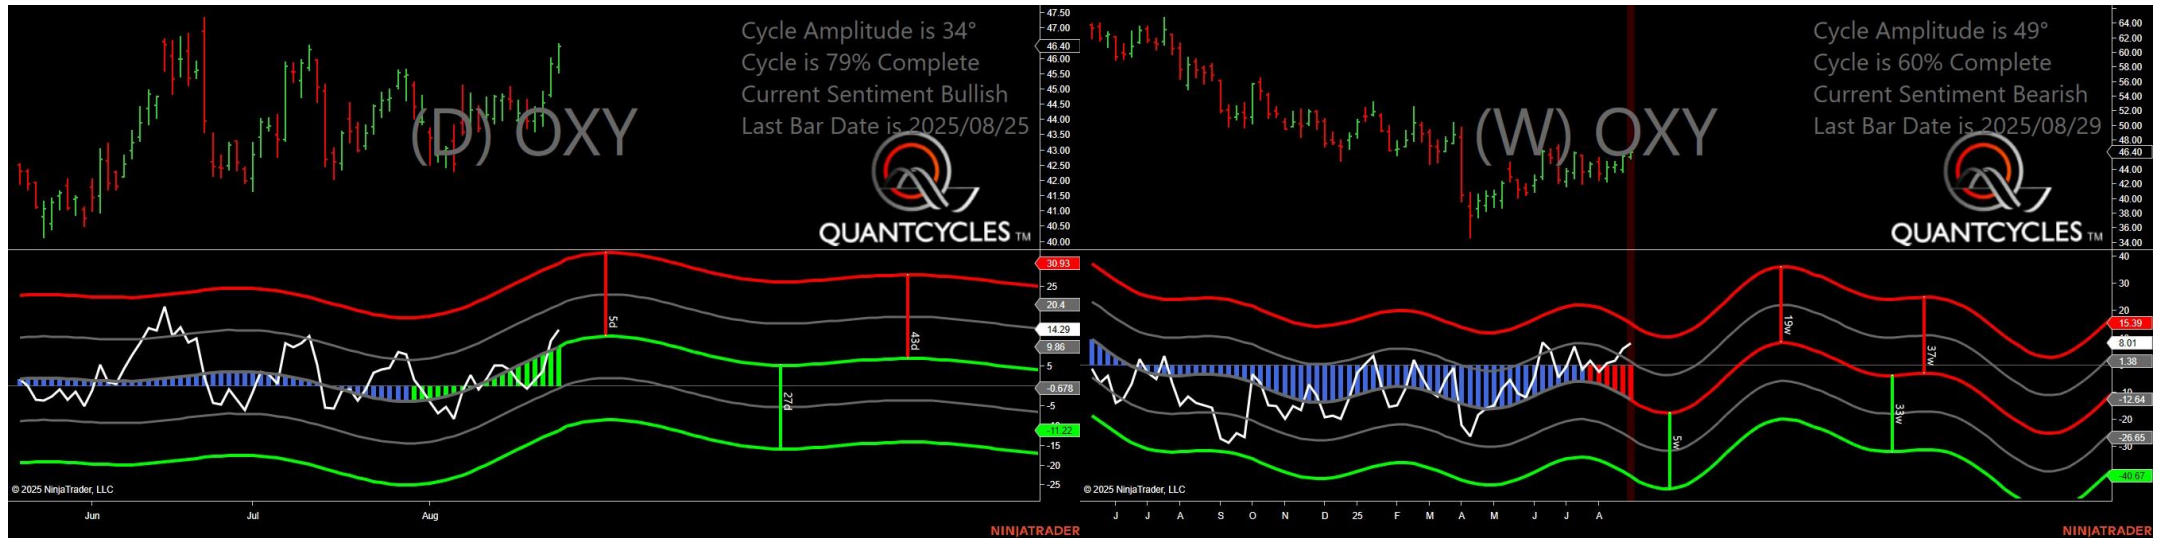 Cycle Amplitude is 34°
Cycle is 79% Complete
Current Sentiment Bullish
Last Bar Date is 2025/08/25
(D) OXY
QUANTCYCLES TM
47.50
47.00
46.40
46.00
45.50
45.00
44.50
44.00
43.50
43.00
42.50
42.00
41.50
41.00
40.50
40.00
30.93
25
20.4
14.29
9.86
5
-0.678
-5
-11.22
-15
-20
-25
5d
27d
43d
© 2025 NinjaTrader, LLC
Jun
Jul
Aug
NINJATRADER
Cycle Amplitude is 49°
Cycle is 60% Complete
Current Sentiment Bearish
Last Bar Date is 2025/08/29
(W) OXY
QUANTCYCLES TM
64.00
62.00
60.00
58.00
56.00
54.00
52.00
50.00
48.00
46.40
44.00
42.00
40.00
38.00
36.00
34.00
40
30
20
15.39
8.01
1.38
-12.64
-20
-26.65
-30
-40.67
5w
19w
33w
37w
© 2025 NinjaTrader, LLC
J
J
A
S
O
N
D
25
F
M
A
M
J
J
A
NINJATRADER